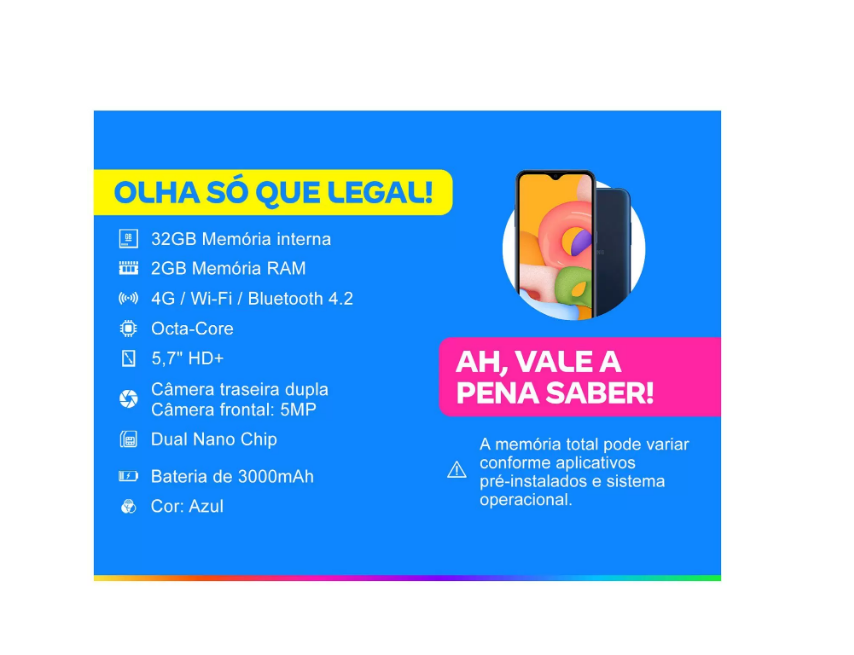 OLHA SÓ QUE LEGAL!
32GB Memória interna
2GB Memória RAM
4G / Wi-Fi / Bluetooth 4.2
Octa-Core
5,7" HD+
Câmera traseira dupla
Câmera frontal: 5MP
Dual Nano Chip
Bateria de 3000mAh
Cor: Azul
AH, VALE A
PENA SABER!
A memória total pode variar
conforme aplicativos
pré-instalados e sistema
operacional.